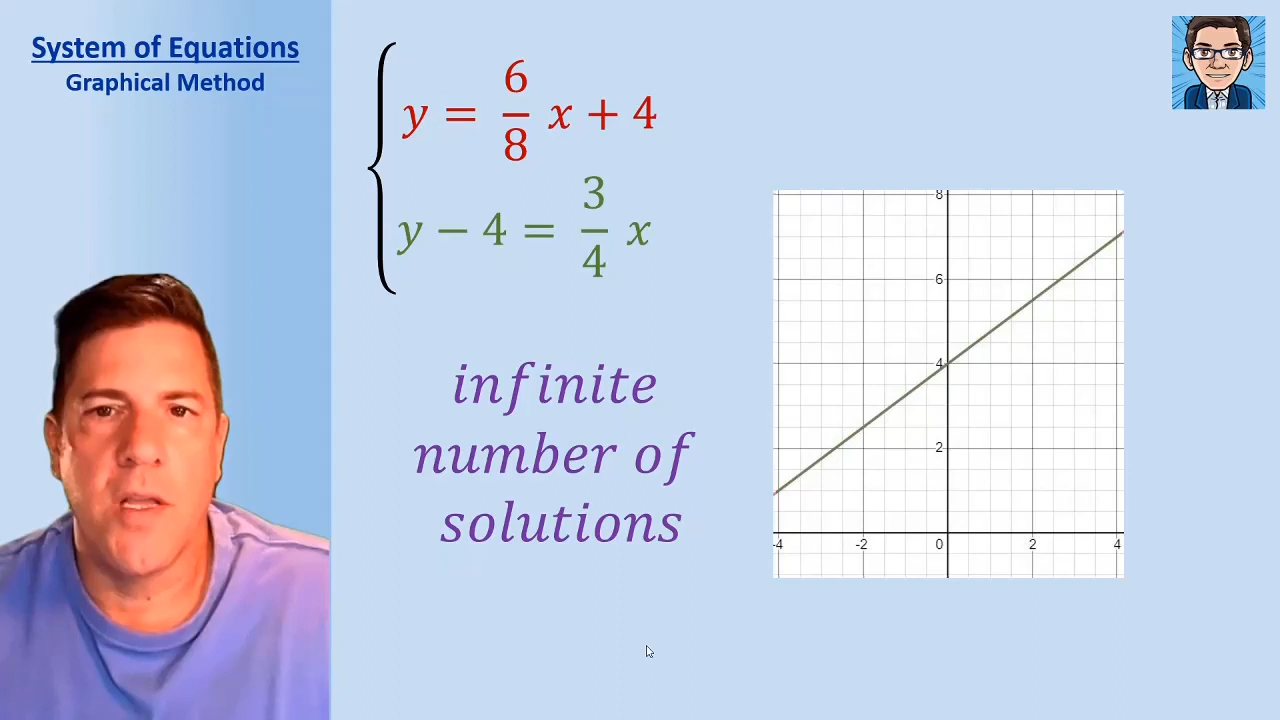 System of Equations
Graphical Method
y = 6/8 x + 4
y − 4 = 3/4 x
infinite
number of
solutions
8
6
4
2
-4 -2 0 2 4